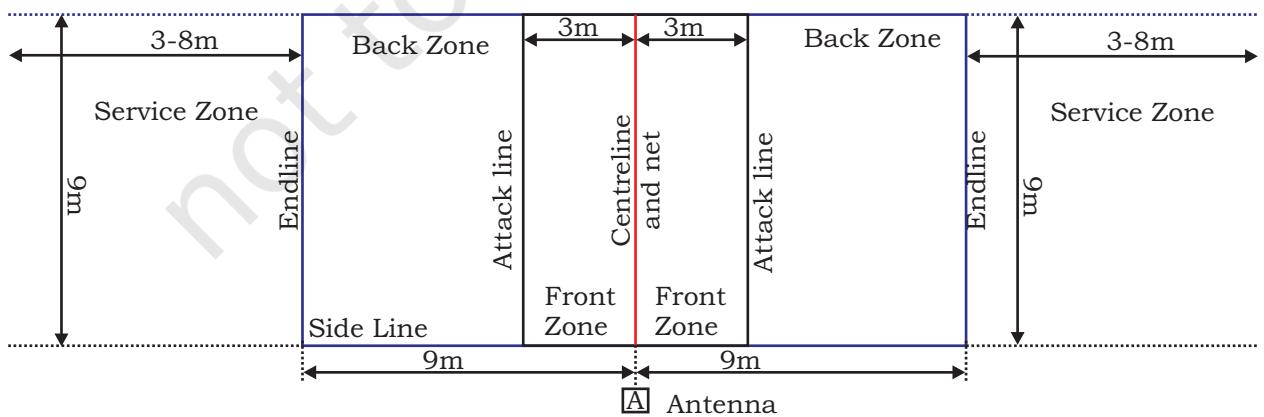 3-8m
Back Zone
3m
3m
Back Zone
3-8m
Service Zone
Service Zone
9m
Endline
Attack line
Centreline
and net
Attack line
Endline
9m
Front
Zone
Front
Zone
Side Line
9m
9m
A Antenna
not to